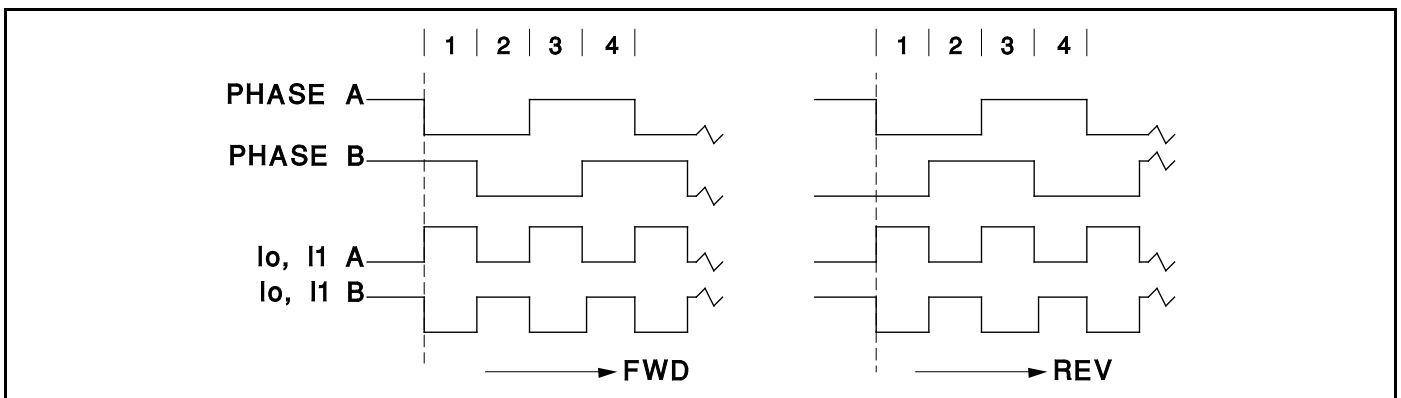 1 2 3 4 1 2 3 4
PHASE A
PHASE B
Io, I1 A
Io, I1 B
FWD REV